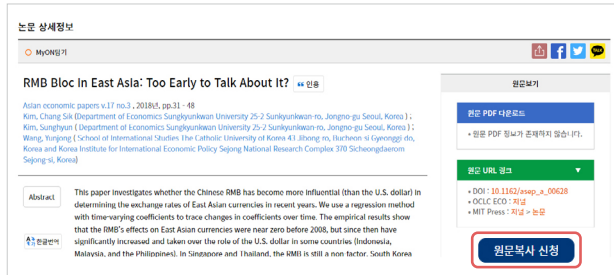 논문 상세정보
MyON담기
원문보기
RMB Bloc in East Asia: Too Early to Talk About It? 인용
Asian economic papers v.17 no.3 , 2018년, pp.31 - 48
Kim, Chang Sik (Department of Economics Sungkyunkwan University 25-2 Sungkyunkwan-ro, Jongno-gu Seoul, Korea) ;
Kim, Sunghyun ( Department of Economics Sungkyunkwan University 25-2 Sungkyunkwan-ro, Jongno-gu Seoul, Korea ) ;
Wang, Yunjong ( School of International Studies The Catholic University of Korea 43 Jibong ro, Bucheon si Gyeonggi do,
Korea and Korea Institute for International Economic Policy Sejong National Research Complex 370 Sicheongdaerom
Sejong-si, Korea)
원문 PDF 다운로드
• 원문 PDF 정보가 존재하지 않습니다.
원문 URL 링크
• DOI : 10.1162/asep_a_00628
• OCLC ECO : 저널
• MIT Press : 저널 > 논문
원문복사 신청
Abstract
한글번역
This paper investigates whether the Chinese RMB has become more influential (than the U.S. dollar) in
determining the exchange rates of East Asian currencies in recent years. We use a regression method
with time-varying coefficients to trace changes in coefficients over time. The empirical results show
that the RMB's effects on East Asian currencies were near zero before 2008, but since then have
significantly increased and taken over the role of the U.S. dollar in some countries (Indonesia,
Malaysia, and the Philippines). In Singapore and Thailand, the RMB is still a non factor. South Korea